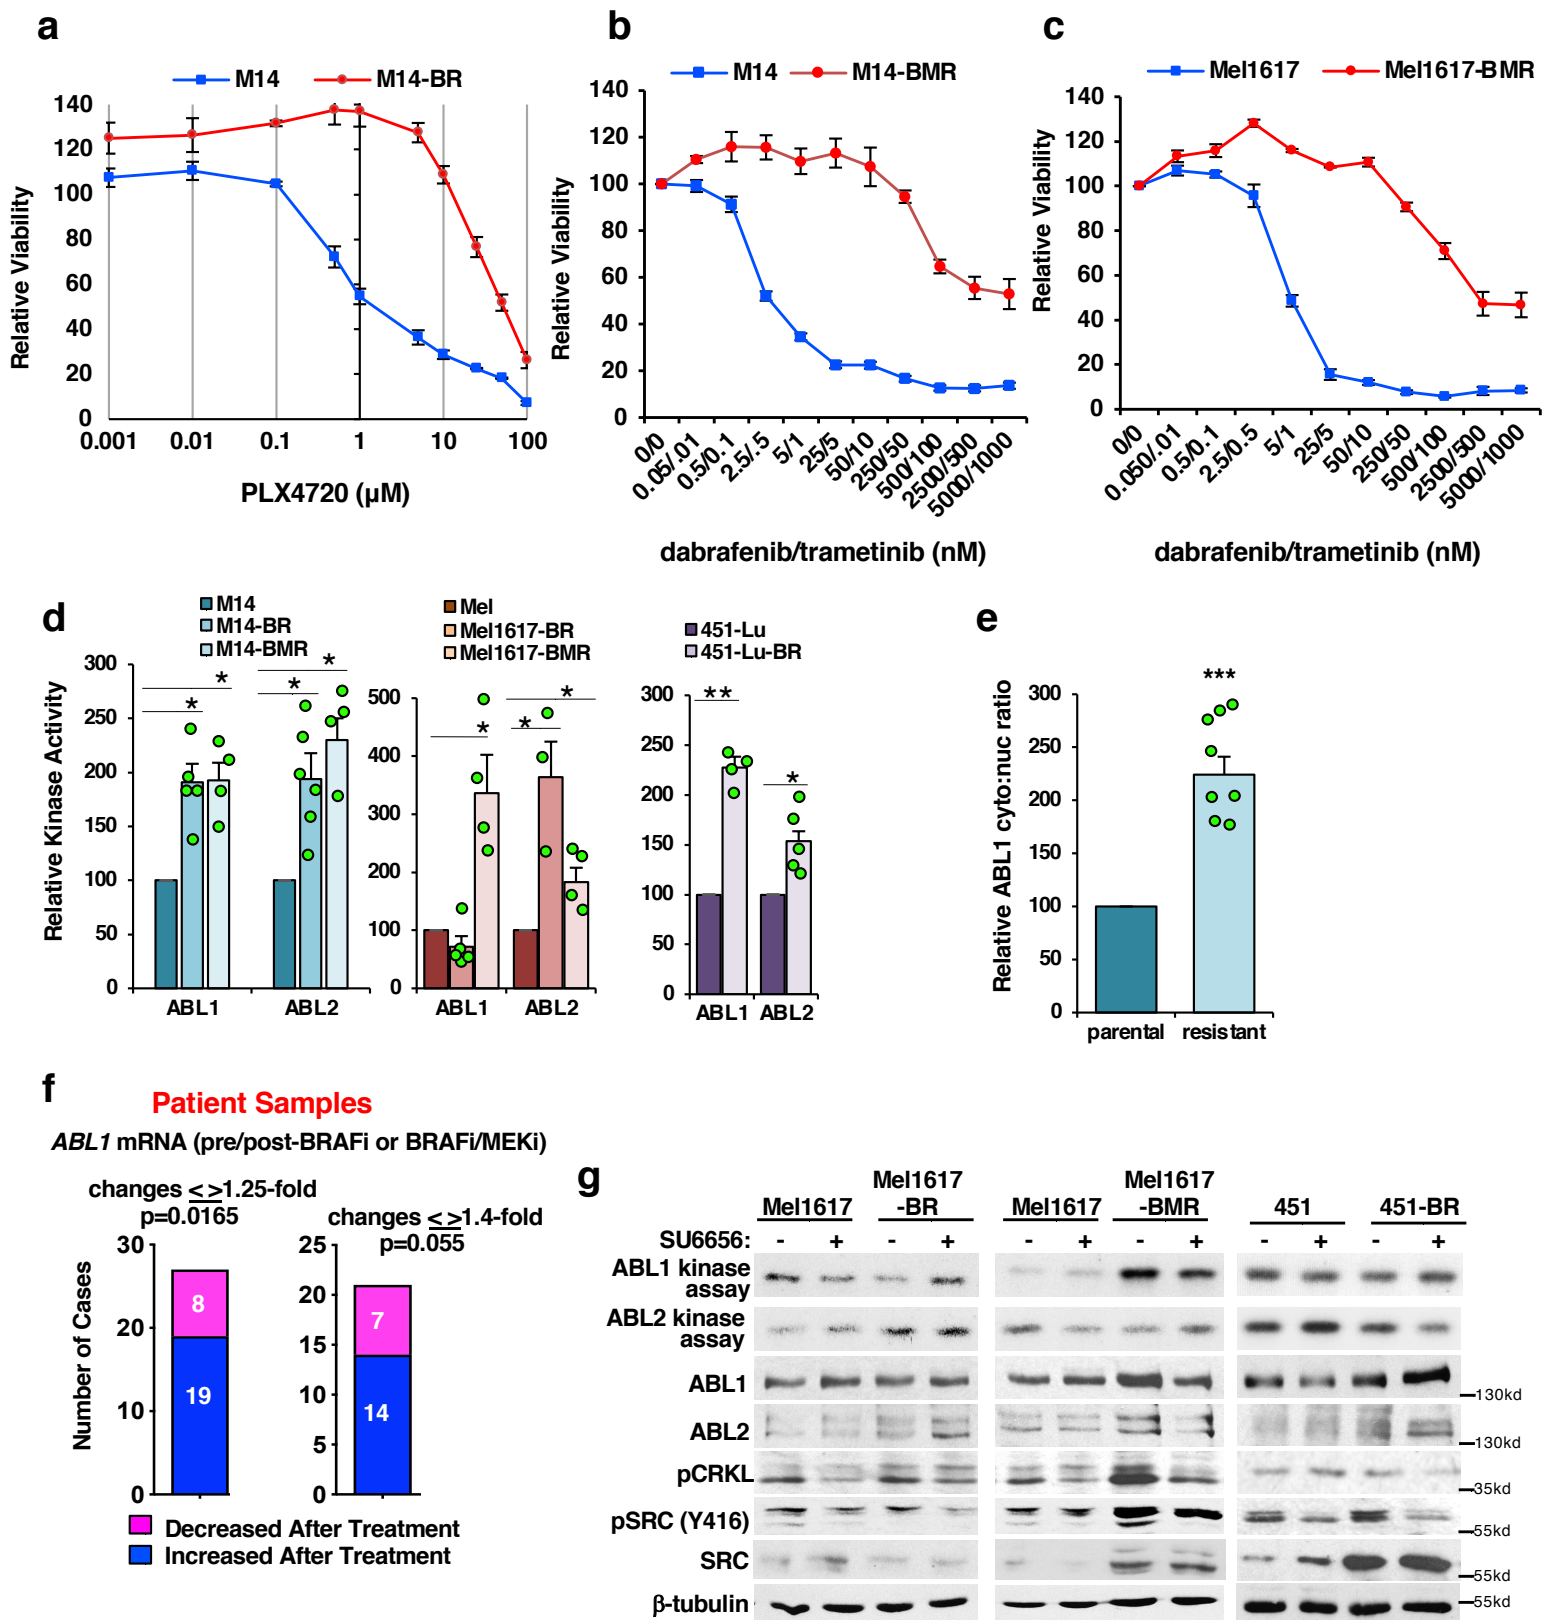 a
M14
M14-BR
140
120
100
80
60
40
20
0
Relative Viability
0.001
0.01
0.1
1
10
100
PLX4720 (µM)
b
M14
M14-BMR
140
120
100
80
60
40
20
0
Relative Viability
0/0
0.05/.01
0.5/0.1
2.5/.5
5/1
25/5
50/10
250/50
500/100
2500/500
5000/1000
dabrafenib/trametinib (nM)
c
Mel1617
Mel1617-BMR
140
120
100
80
60
40
20
0
Relative Viability
0/0
0.050/.01
0.5/0.1
2.5/0.5
5/1
25/5
50/10
250/50
500/100
2500/500
5000/1000
dabrafenib/trametinib (nM)
d
M14
M14-BR
M14-BMR
300
250
200
150
100
50
0
Relative Kinase Activity
*
*
*
*
ABL1
ABL2
Mel
Mel1617-BR
Mel1617-BMR
500
400
300
200
100
0
*
*
*
ABL1
ABL2
451-Lu
451-Lu-BR
300
250
200
150
100
50
0
**
*
ABL1
ABL2
e
Relative ABL1 cyto:nuc ratio
300
250
200
150
100
50
0
***
parental
resistant
f
Patient Samples
ABL1 mRNA (pre/post-BRAFi or BRAFi/MEKi)
changes < >1.25-fold
p=0.0165
Number of Cases
30
20
10
0
8
19
changes < >1.4-fold
p=0.055
25
20
15
10
5
0
7
14
Decreased After Treatment
Increased After Treatment
g
Mel1617
Mel1617
-BR
Mel1617
Mel1617
-BMR
451
451-BR
SU6656: - + - + - + - + - + - +
ABL1 kinase
assay
ABL2 kinase
assay
ABL1
130kd
ABL2
130kd
pCRKL
35kd
pSRC (Y416)
55kd
SRC
55kd
β-tubulin
55kd